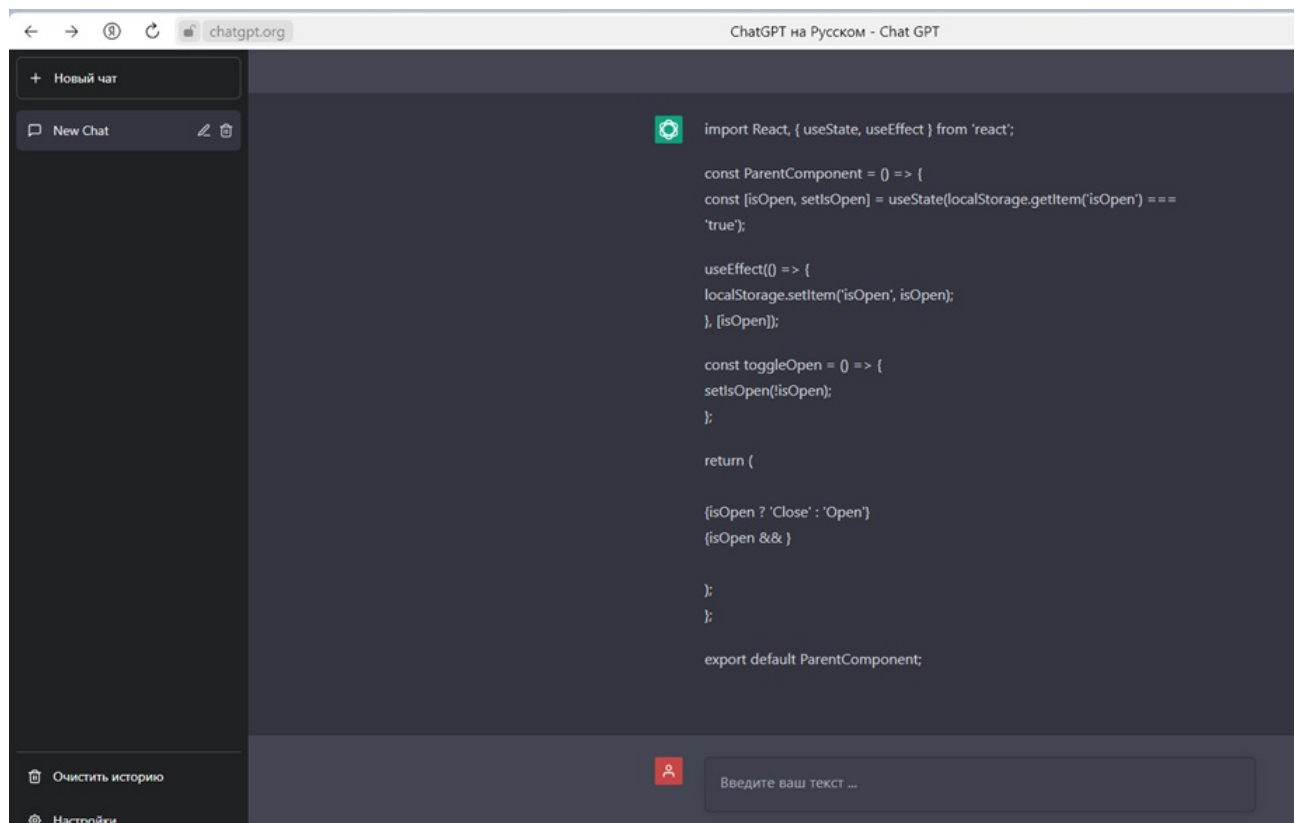 chatgpt.org
ChatGPT на Русском - Chat GPT
+ Новый чат
New Chat
import React, { useState, useEffect } from 'react';
const ParentComponent = () => {
const [isOpen, setIsOpen] = useState(localStorage.getItem('isOpen') ===
'true');
useEffect(() => {
localStorage.setItem('isOpen', isOpen);
}, [isOpen]);
const toggleOpen = () => {
setIsOpen(!isOpen);
};
return (
{isOpen ? 'Close' : 'Open'}
{isOpen && }
);
};
export default ParentComponent;
Очистить историю
Введите ваш текст ...
Настройки